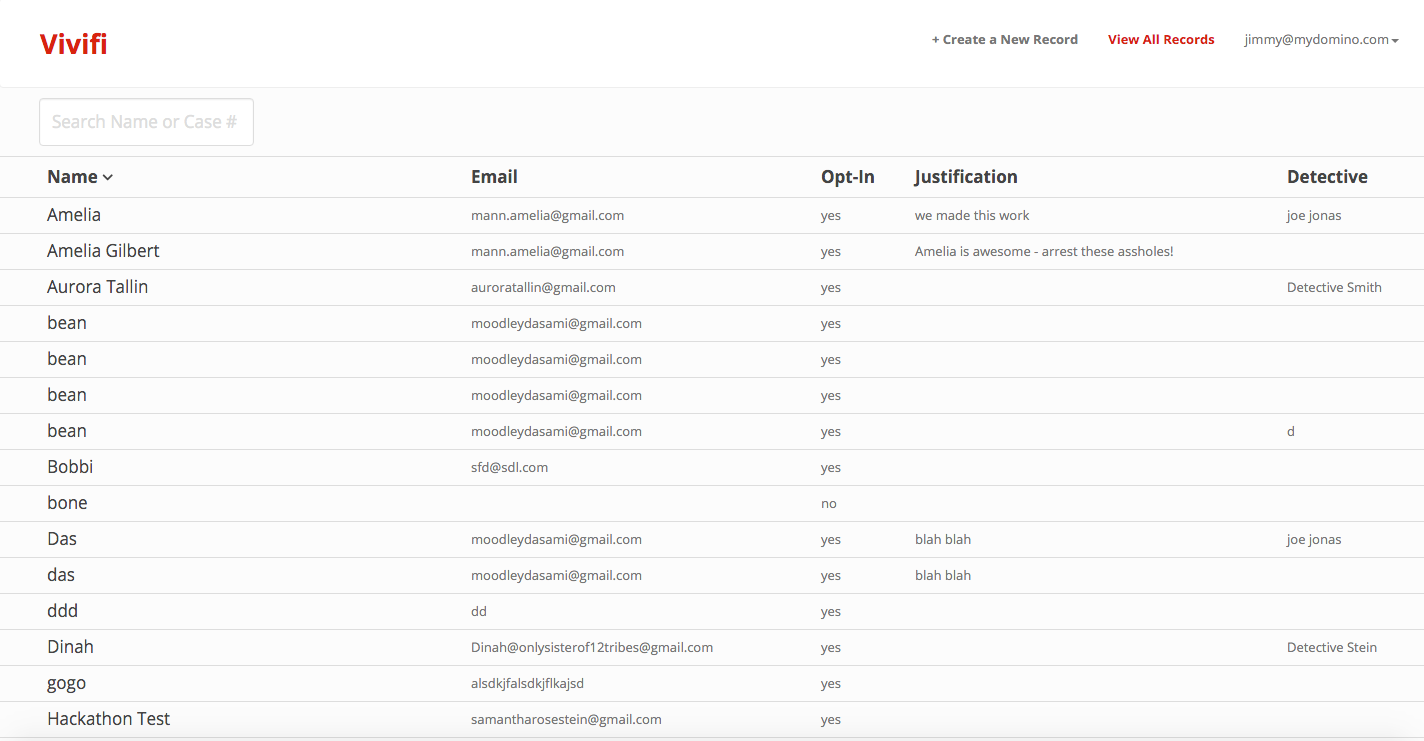 Vivifi + Create a New Record View All Records jimmy@mydomino.com
Search Name or Case #
Name Email Opt-In Justification Detective
Amelia mann.amelia@gmail.com yes we made this work joe jonas
Amelia Gilbert mann.amelia@gmail.com yes Amelia is awesome - arrest these assholes!
Aurora Tallin auroratallin@gmail.com yes Detective Smith
bean moodleydasami@gmail.com yes
bean moodleydasami@gmail.com yes
bean moodleydasami@gmail.com yes
bean moodleydasami@gmail.com yes d
Bobbi sfd@sdl.com yes
bone no
Das moodleydasami@gmail.com yes blah blah joe jonas
das moodleydasami@gmail.com yes blah blah
ddd dd yes
Dinah Dinah@onlysisterof12tribes@gmail.com yes Detective Stein
gogo alsdkjfalsdkjflkajsd yes
Hackathon Test samantharosestein@gmail.com yes